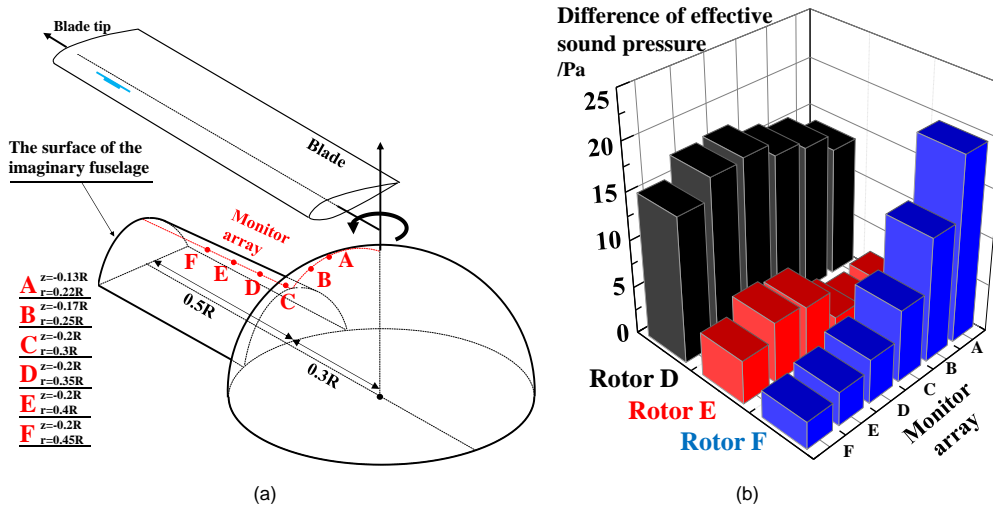 Blade tip
Blade
The surface of the
imaginary fuselage
Monitor
array
A
B
C
D
E
F
0.5R
0.3R
A z=-0.13R
r=0.22R
B z=-0.17R
r=0.25R
C z=-0.2R
r=0.3R
D z=-0.2R
r=0.35R
E z=-0.2R
r=0.4R
F z=-0.2R
r=0.45R
(a)
Difference of effective
sound pressure
/Pa
25
20
15
10
5
0
Rotor D
Rotor E
Rotor F
F
E
D
C
B
A
Monitor
array
(b)